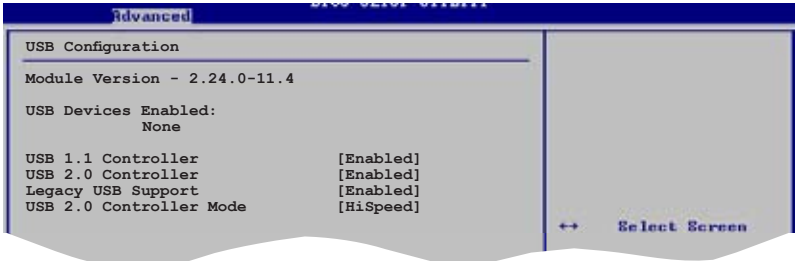 Advanced
USB Configuration
Module Version - 2.24.0-11.4
USB Devices Enabled:
None
USB 1.1 Controller [Enabled]
USB 2.0 Controller [Enabled]
Legacy USB Support [Enabled]
USB 2.0 Controller Mode [HiSpeed]
↔ Select Screen